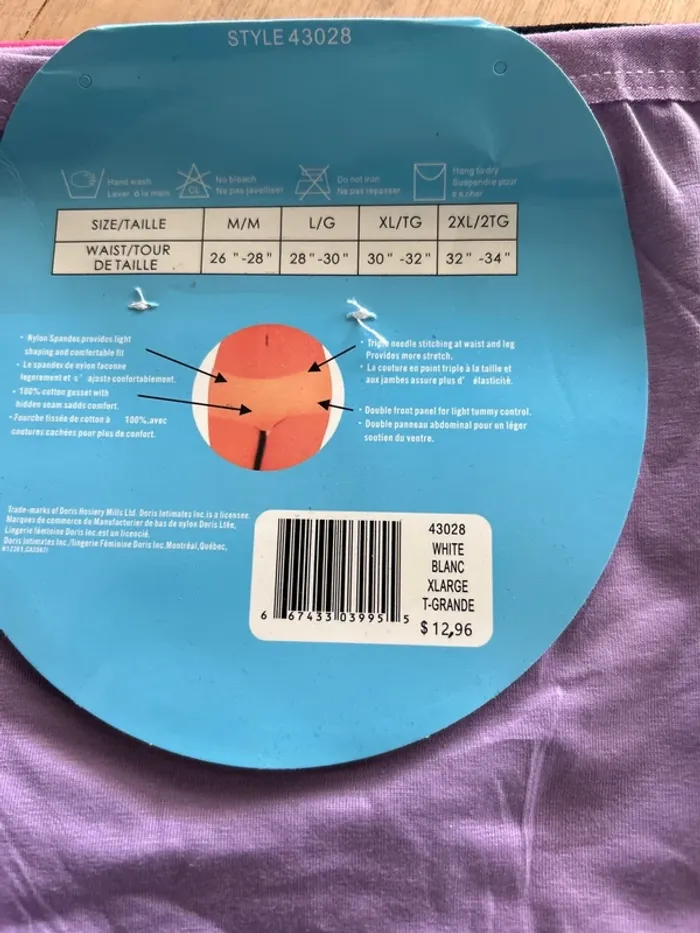 STYLE 43028
Hand wash
Laver à la main
No bleach
Ne pas javelliser
CL
Do not iron
Ne pas repasser
Hang to dry
Suspendre pour
SIZE/TAILLE M/M L/G XL/TG 2XL/2TG
WAIST/TOUR
DE TAILLE
26 "-28" 28"-30" 30" -32" 32" -34"
· Nylon Spandex provides light
shaping and comfortable fit
· Le spandex de nylon faconne
legerement et s' ajaste confortablement.
· 100% cotton gusset with
hidden seam sadds comfort.
· Fourche tissée de cotton à 100%.avec
coutures cachées pour plus de confort.
· Triple needle stitching at waist and leg
Provides more stretch.
· La couture en point triple à la taille et
aux jambes assure plus d' élasticité.
· Double front panel for light tummy control.
· Double panneau abdominal pour un léger
soutien du ventre.
Trade-marks of Doris Hosiery Mills Ltd. Doris Intimates Inc.is a licensee.
Marques de commerce du Manufacturier de bas de nylon Doris Ltée,
Lingerie féminine Doris Inc.est un licencié.
Doris Intimates Inc./lingerie Féminine Doris Inc.Montréal,Québec,
43028
WHITE
BLANC
XLARGE
T-GRANDE
$12,96
6 67433 03995 5